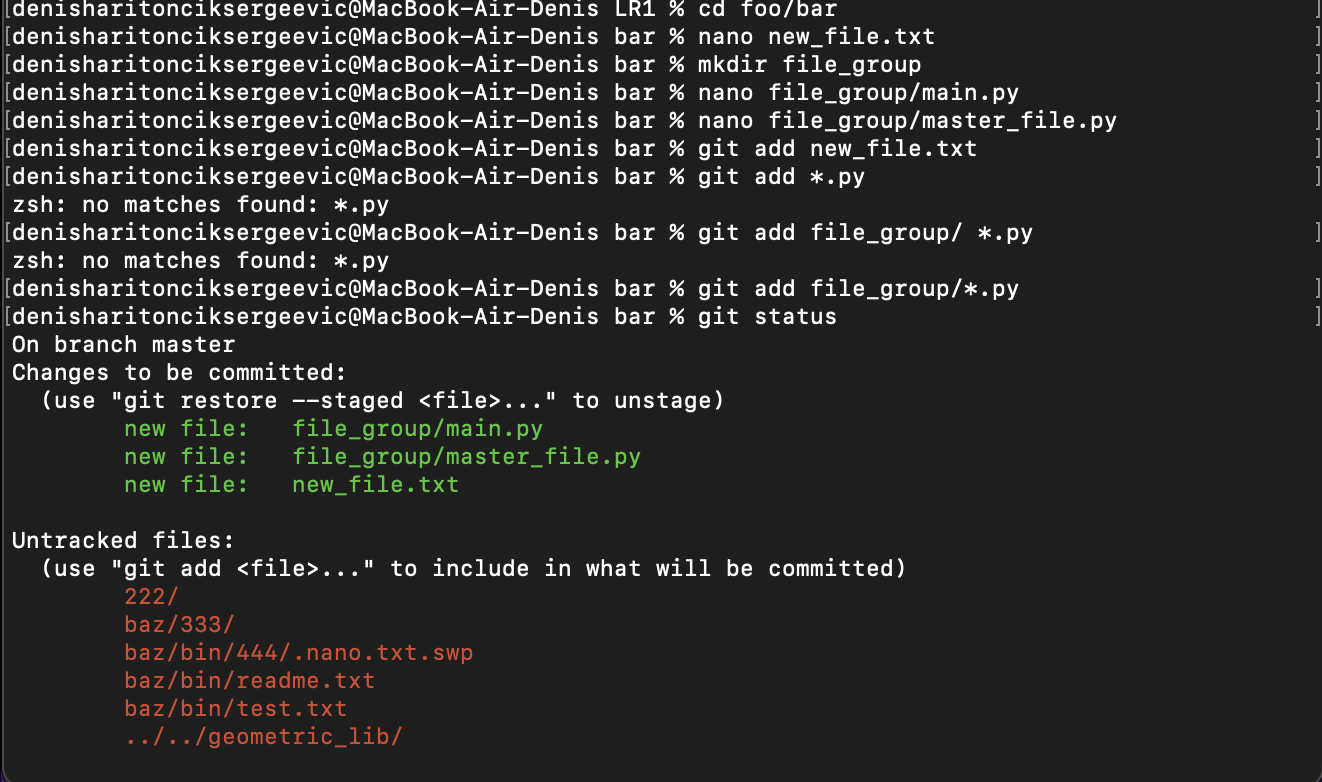 [denisharitonciksergeevic@MacBook-Air-Denis LR1 % cd foo/bar ]
[denisharitonciksergeevic@MacBook-Air-Denis bar % nano new_file.txt ]
[denisharitonciksergeevic@MacBook-Air-Denis bar % mkdir file_group ]
[denisharitonciksergeevic@MacBook-Air-Denis bar % nano file_group/main.py ]
[denisharitonciksergeevic@MacBook-Air-Denis bar % nano file_group/master_file.py ]
[denisharitonciksergeevic@MacBook-Air-Denis bar % git add new_file.txt ]
[denisharitonciksergeevic@MacBook-Air-Denis bar % git add *.py ]
zsh: no matches found: *.py
[denisharitonciksergeevic@MacBook-Air-Denis bar % git add file_group/ *.py ]
zsh: no matches found: *.py
[denisharitonciksergeevic@MacBook-Air-Denis bar % git add file_group/*.py ]
[denisharitonciksergeevic@MacBook-Air-Denis bar % git status ]
On branch master
Changes to be committed:
  (use "git restore --staged <file>..." to unstage)
        new file:   file_group/main.py
        new file:   file_group/master_file.py
        new file:   new_file.txt

Untracked files:
  (use "git add <file>..." to include in what will be committed)
        222/
        baz/333/
        baz/bin/444/.nano.txt.swp
        baz/bin/readme.txt
        baz/bin/test.txt
        ../../geometric_lib/